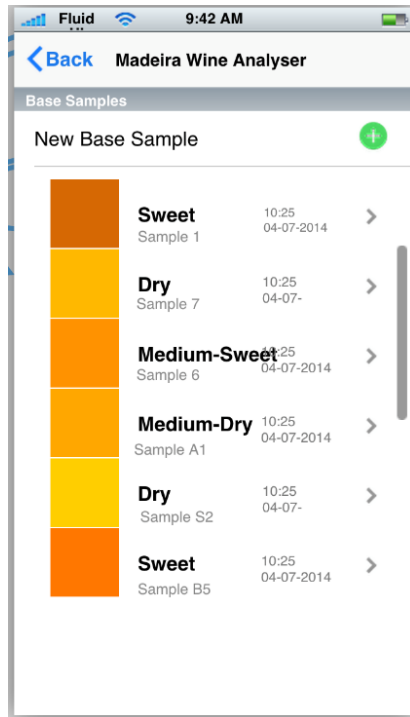 Fluid 9:42 AM
Back Madeira Wine Analyser
Base Samples
New Base Sample
Sweet 10:25
Sample 1 04-07-2014
Dry 10:25
Sample 7 04-07-
Medium-Sweet :25
Sample 6 04-07-2014
Medium-Dry 10:25
Sample A1 04-07-2014
Dry 10:25
Sample S2 04-07-
Sweet 10:25
Sample B5 04-07-2014